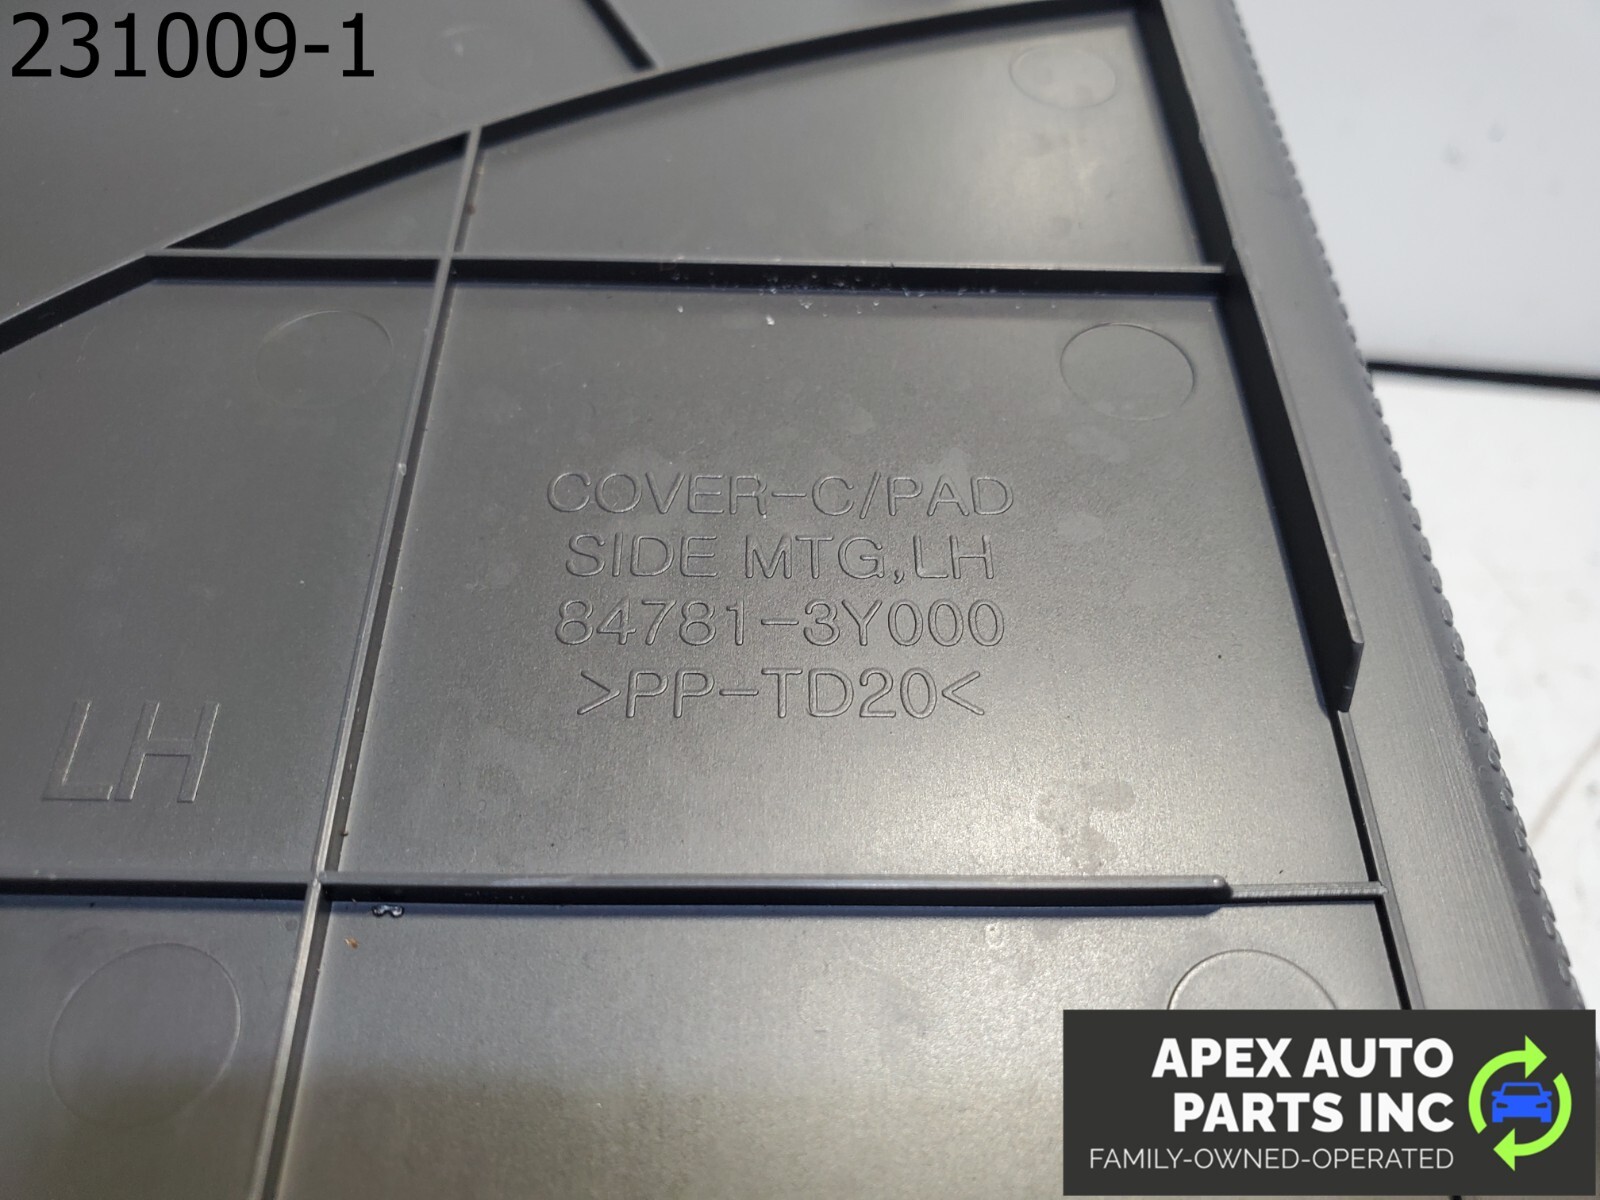 231009-1
COVER-C/PAD
SIDE MTG,LH
84781-3Y000
>PP-TD20<
LH
APEX AUTO
PARTS INC
FAMILY-OWNED-OPERATED